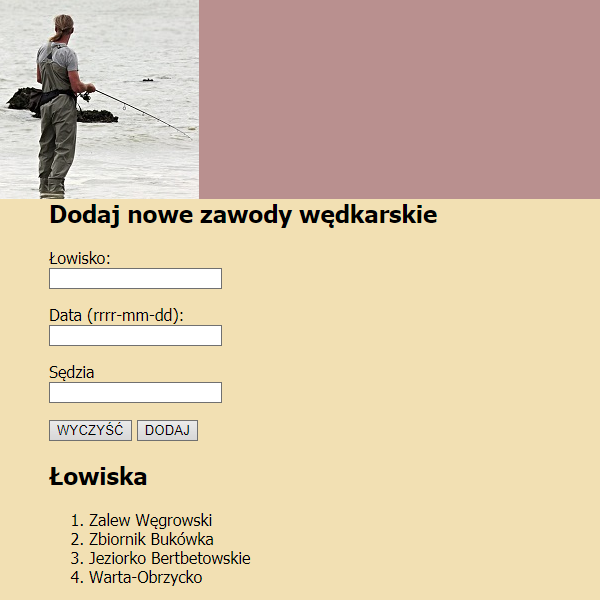 Dodaj nowe zawody wędkarskie
Łowisko:
Data (rrrr-mm-dd):
Sędzia
WYCZYŚĆ DODAJ
Łowiska
1. Zalew Węgrowski
2. Zbiornik Bukówka
3. Jeziorko Bertbetowskie
4. Warta-Obrzycko